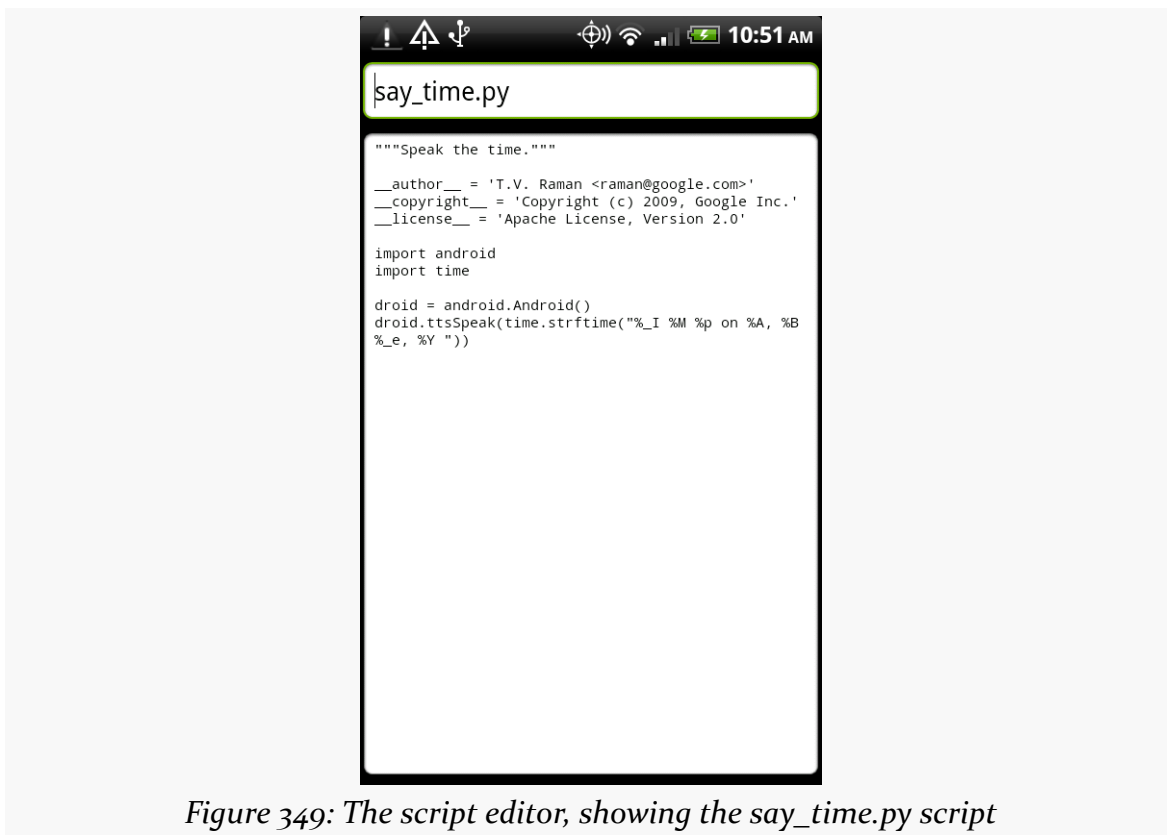 10:51 AM
say_time.py
"""Speak the time."""
__author__ = 'T.V. Raman <raman@google.com>'
__copyright__ = 'Copyright (c) 2009, Google Inc.'
__license__ = 'Apache License, Version 2.0'
import android
import time
droid = android.Android()
droid.ttsSpeak(time.strftime("%_I %M %p on %A, %B
%_e, %Y "))
Figure 349: The script editor, showing the say_time.py script